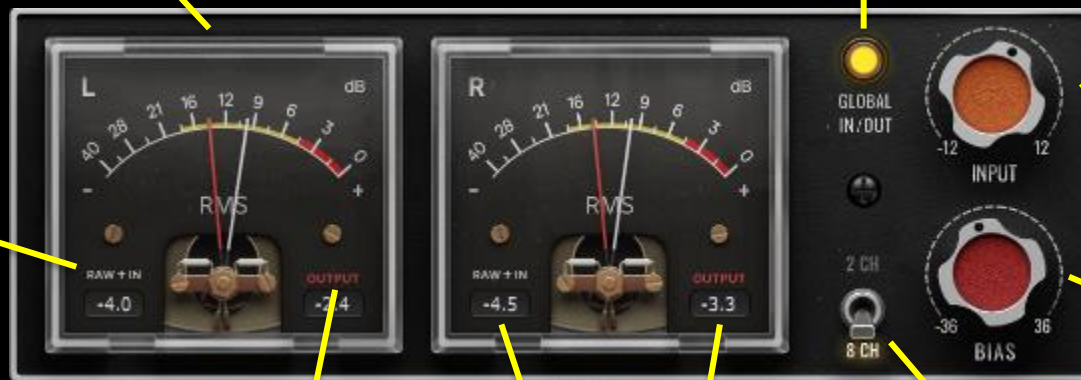 L
dB
40 28 21 16 12 9 6 3 0
- +
RMS
RAW+IN
OUTPUT
-4.0
-2.4
R
dB
40 28 21 16 12 9 6 3 0
- +
RMS
RAW+IN
OUTPUT
-4.5
-3.3
GLOBAL
IN/OUT
2 CH
8 CH
-12 12
INPUT
-36 36
BIAS